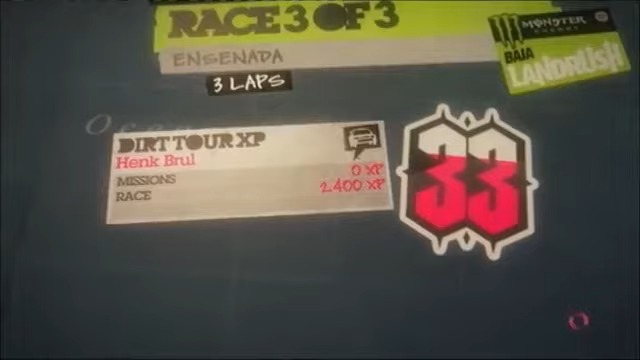 RACE 3 OF 3
ENSENADA
3 LAPS
MONSTER
ENERGY
BAJA
LANDRUSH
DIRT TOUR XP
Henk Brul
MISSIONS 0 XP
RACE 2.400 XP
33